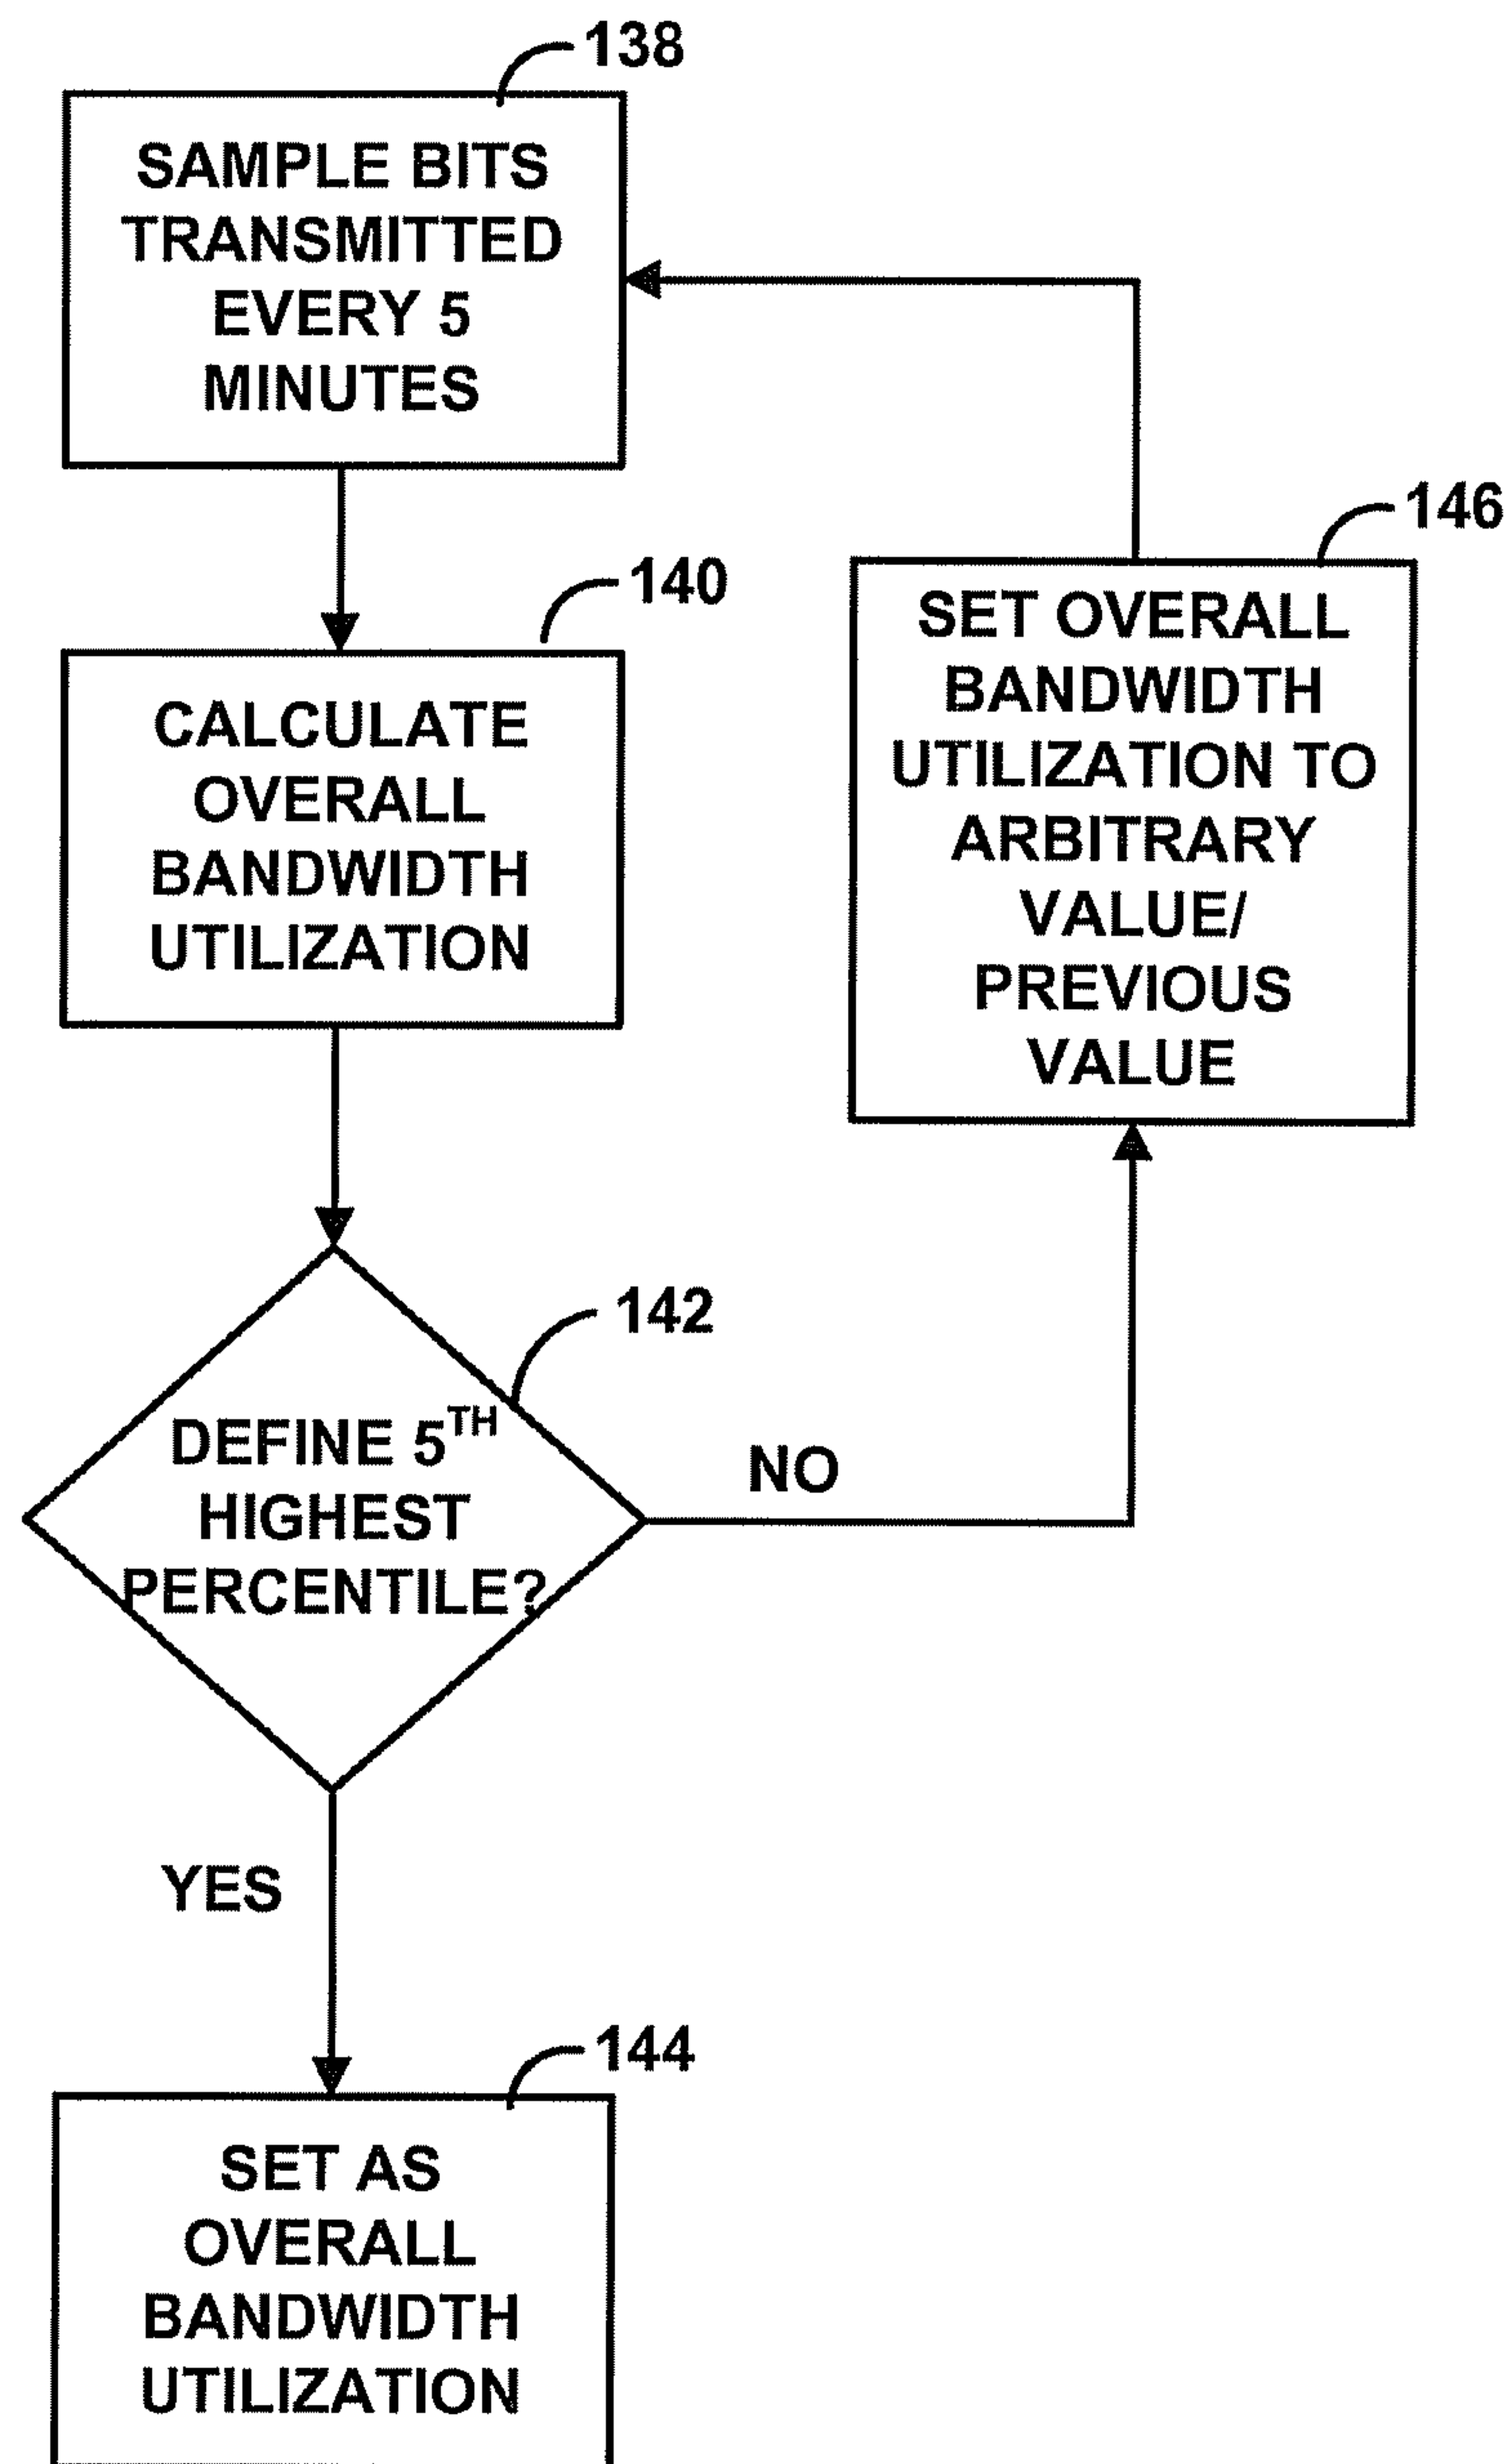 138
SAMPLE BITS
TRANSMITTED
EVERY 5
MINUTES
140
CALCULATE
OVERALL
BANDWIDTH
UTILIZATION
146
SET OVERALL
BANDWIDTH
UTILIZATION TO
ARBITRARY
VALUE/
PREVIOUS
VALUE
142
DEFINE 5TH
HIGHEST
PERCENTILE?
NO
YES
144
SET AS
OVERALL
BANDWIDTH
UTILIZATION